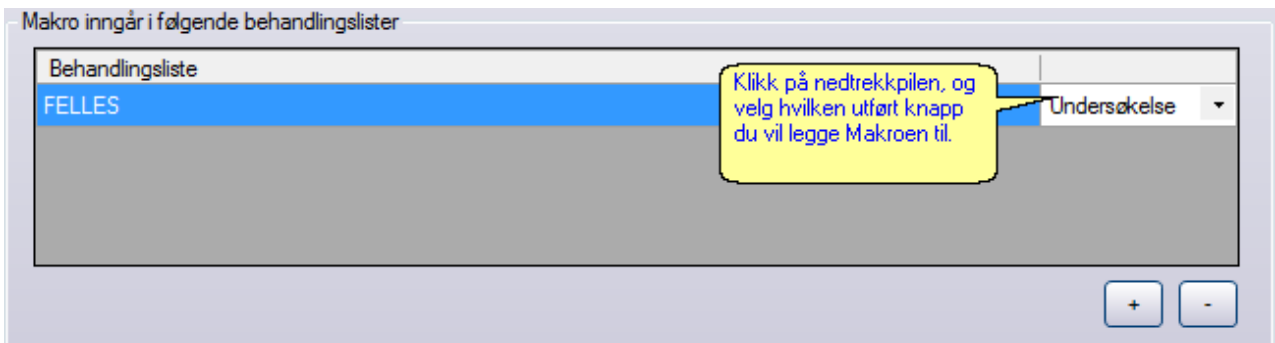 Makro inngår i følgende behandlingslister
Behandlingsliste
FELLES
Klikk på nedtrekkpilen, og
velg hvilken utført knapp
du vil legge Makroen til.
Undersøkelse
+ -